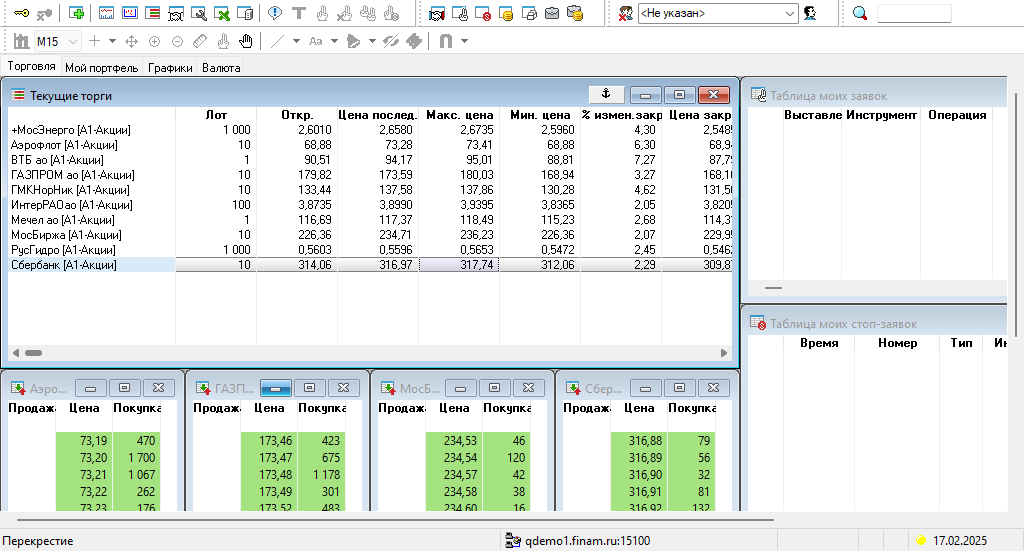 <Не указан>
M15
Aa
Торговля Мой портфель Графики Валюта
Текущие торги
Лот Откр. Цена послед. Макс. цена Мин. цена % измен.закр Цена закр
+МосЭнерго [А1-Акции] 1 000 2,6010 2,6580 2,6735 2,5960 4,30 2,548
Аэрофлот [А1-Акции] 10 68,88 73,28 73,41 68,88 6,30 68,9
ВТБ ао [А1-Акции] 1 90,51 94,17 95,01 88,81 7,27 87,7
ГАЗПРОМ ао [А1-Акции] 10 179,82 173,59 180,03 168,94 3,27 168,1
ГМКНорНик [А1-Акции] 10 133,44 137,58 137,86 130,28 4,62 131,5
ИнтерРАОао [А1-Акции] 100 3,8735 3,8990 3,9395 3,8365 2,05 3,820
Мечел ао [А1-Акции] 1 116,69 117,37 118,49 115,23 2,68 114,3
МосБиржа [А1-Акции] 10 226,36 234,71 236,23 226,36 2,07 229,9
РусГидро [А1-Акции] 1 000 0,5603 0,5596 0,5653 0,5472 2,45 0,546
Сбербанк [А1-Акции] 10 314,06 316,97 317,74 312,06 2,29 309,8
Таблица моих заявок
Выставле Инструмент Операция
Таблица моих стоп-заявок
Время Номер Тип Ин
Аэро...
Продажа Цена Покупка
73,19 470
73,20 1 700
73,21 1 067
73,22 262
73,23 176
ГАЗП...
Продажа Цена Покупка
173,46 423
173,47 675
173,48 1 178
173,49 301
173,52 483
МосБ...
Продажа Цена Покупка
234,53 46
234,54 120
234,57 42
234,58 38
234,60 16
Сбер...
Продажа Цена Покупка
316,88 79
316,89 56
316,90 32
316,91 81
316,92 132
Перекрестие qdemo1.finam.ru:15100 17.02.2025